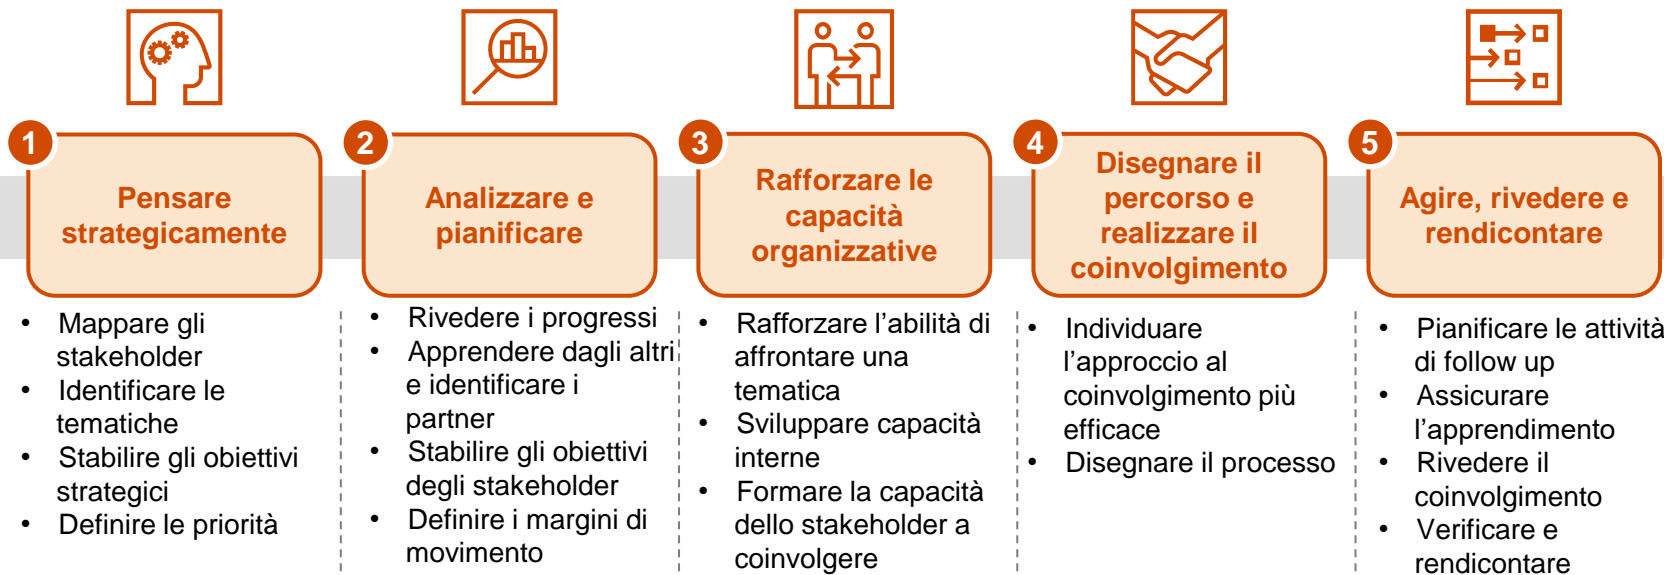 1
Pensare
strategicamente
• Mappare gli
stakeholder
• Identificare le
tematiche
• Stabilire gli obiettivi
strategici
• Definire le priorità
2
Analizzare e
pianificare
• Rivedere i progressi
• Apprendere dagli altri
e identificare i
partner
• Stabilire gli obiettivi
degli stakeholder
• Definire i margini di
movimento
3
Rafforzare le
capacità
organizzative
• Rafforzare l’abilità di
affrontare una
tematica
• Sviluppare capacità
interne
• Formare la capacità
dello stakeholder a
coinvolgere
4
Disegnare il
percorso e
realizzare il
coinvolgimento
• Individuare
l’approccio al
coinvolgimento più
efficace
• Disegnare il processo
5
Agire, rivedere e
rendicontare
• Pianificare le attività
di follow up
• Assicurare
l’apprendimento
• Rivedere il
coinvolgimento
• Verificare e
rendicontare